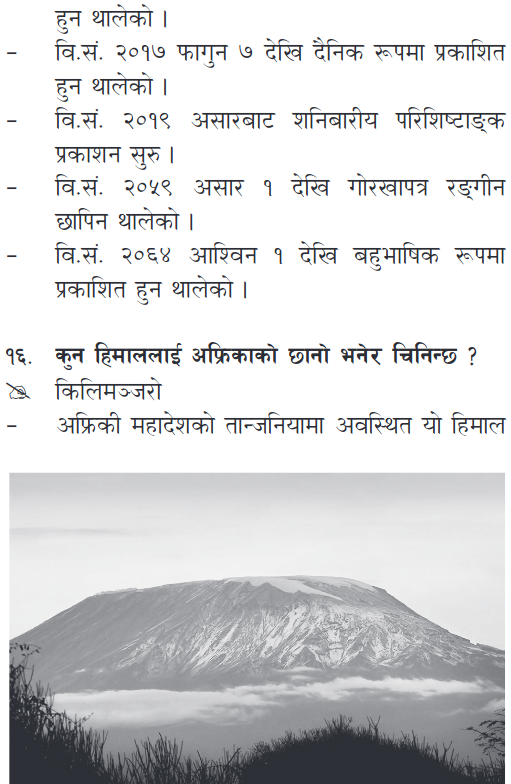 हुन थालेको ।
– वि.सं. २०१७ फागुन ७ देखि दैनिक रूपमा प्रकाशित
हुन थालेको ।
– वि.सं. २०१९ असारबाट शनिबारीय परिशिष्टाङ्क
प्रकाशन सुरु ।
– वि.सं. २०५९ असार १ देखि गोरखापत्र रङ्गीन
छापिन थालेको ।
– वि.सं. २०६४ आश्विन १ देखि बहुभाषिक रूपमा
प्रकाशित हुन थालेको ।
१६. कुन हिमाललाई अफ्रिकाको छानो भनेर चिनिन्छ ?
किलिमञ्जरो
– अफ्रिकी महादेशको तान्जनियामा अवस्थित यो हिमाल